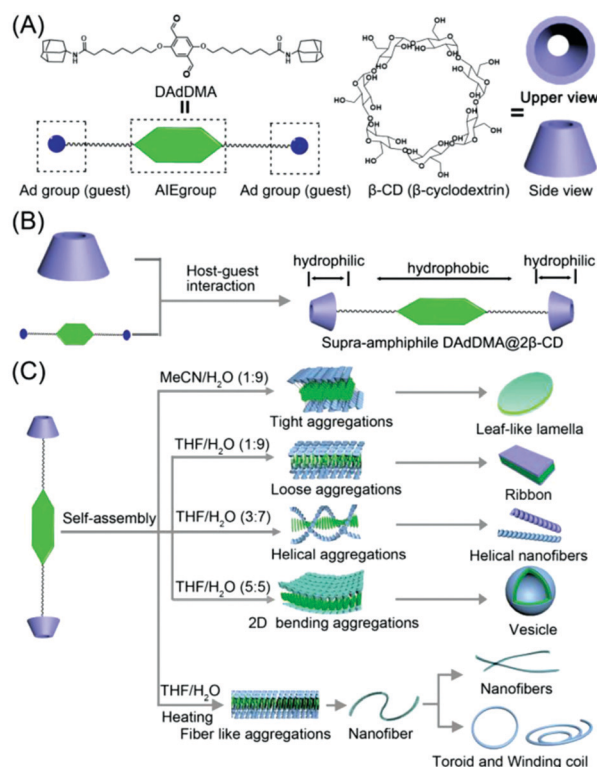 (A)
DAdDMA
Ad group (guest)
AIEgroup
Ad group (guest)
β-CD (β-cyclodextrin)
=
Upper view
Side view
(B)
Host-guest
interaction
hydrophilic
hydrophobic
hydrophilic
Supra-amphiphile DAdDMA@2β-CD
(C)
Self-assembly
MeCN/H2O (1:9)
Tight aggregations
Leaf-like lamella
THF/H2O (1:9)
Loose aggregations
Ribbon
THF/H2O (3:7)
Helical aggregations
Helical nanofibers
THF/H2O (5:5)
2D bending aggregations
Vesicle
THF/H2O
Heating
Fiber like aggregations
Nanofiber
Nanofibers
Toroid and Winding coil